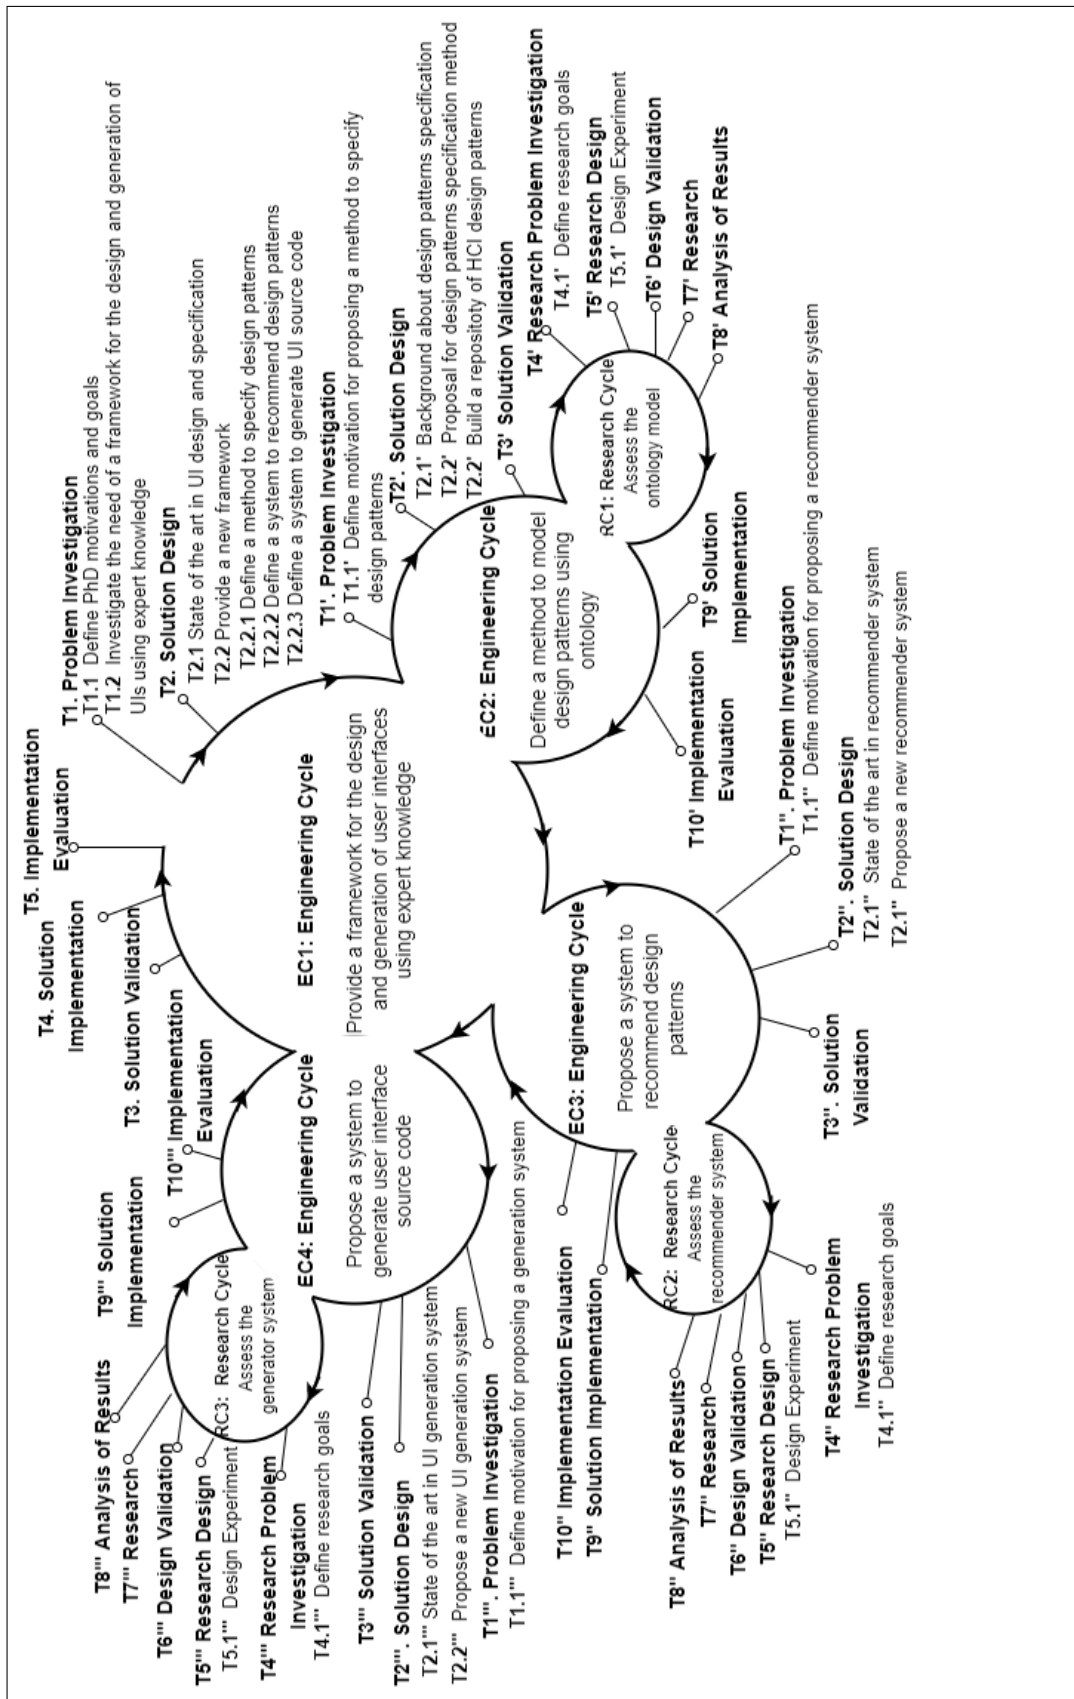 T1. Problem Investigation
T1.1 Define PhD motivations and goals
T1.2 Investigate the need of a framework for the design and generation of
UIs using expert knowledge
T2. Solution Design
T2.1 State of the art in UI design and specification
T2.2 Provide a new framework
T2.2.1 Define a method to specify design patterns
T2.2.2 Define a system to recommend design patterns
T2.2.3 Define a system to generate UI source code
T1'. Problem Investigation
T1.1' Define motivation for proposing a method to specify
design patterns
T2'. Solution Design
T2.1' Background about design patterns specification
T2.2' Proposal for design patterns specification method
T2.2' Build a repositoty of HCI design patterns
T3' Solution Validation
T4' Research Problem Investigation
T4.1' Define research goals
T5' Research Design
T5.1' Design Experiment
T6' Design Validation
T7' Research
T8' Analysis of Results
RC1: Research Cycle
Assess the
ontology model
T9' Solution
Implementation
T10' Implementation
Evaluation
EC2: Engineering Cycle
Define a method to model
design patterns using
ontology
T5. Implementation
Evaluation
T4. Solution
Implementation
T3. Solution Validation
EC1: Engineering Cycle
Provide a framework for the design
and generation of user interfaces
using expert knowledge
T1''. Problem Investigation
T1.1'' Define motivation for proposing a recommender system
T2''. Solution Design
T2.1'' State of the art in recommender system
T2.1'' Propose a new recommender system
T3''. Solution
Validation
EC3: Engineering Cycle
Propose a system to
recommend design
patterns
RC2: Research Cycle
Assess the
recommender system
T4'' Research Problem
Investigation
T4.1'' Define research goals
T5'' Research Design
T5.1'' Design Experiment
T6'' Design Validation
T7'' Research
T8'' Analysis of Results
T9'' Solution Implementation
T10'' Implementation Evaluation
EC4: Engineering Cycle
Propose a system to
generate user interface
source code
T1'''. Problem Investigation
T1.1''' Define motivation for proposing a generation system
T2'''. Solution Design
T2.1''' State of the art in UI generation system
T2.2''' Propose a new UI generation system
T3''' Solution Validation
T4''' Research Problem
Investigation
T4.1''' Define research goals
T5''' Research Design
T5.1''' Design Experiment
T6''' Design Validation
T7''' Research
T8''' Analysis of Results
RC3: Research Cycle
Assess the
generator system
T9''' Solution
Implementation
T10''' Implementation
Evaluation